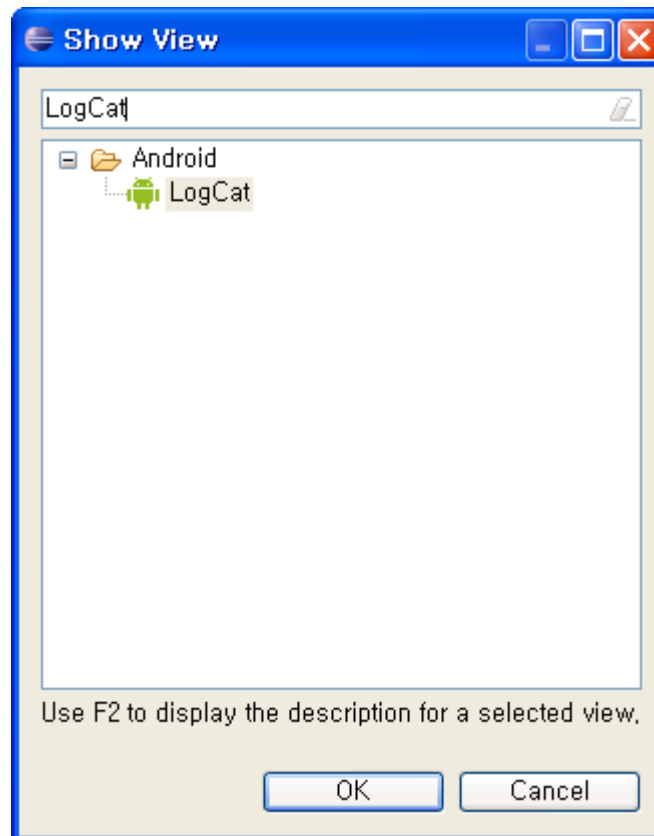 Show View
LogCat
Android
LogCat
Use F2 to display the description for a selected view,
OK
Cancel